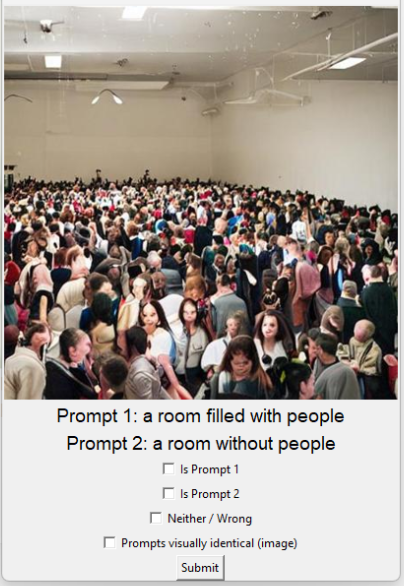 Prompt 1: a room filled with people
Prompt 2: a room without people
Is Prompt 1
Is Prompt 2
Neither / Wrong
Prompts visually identical (image)
Submit